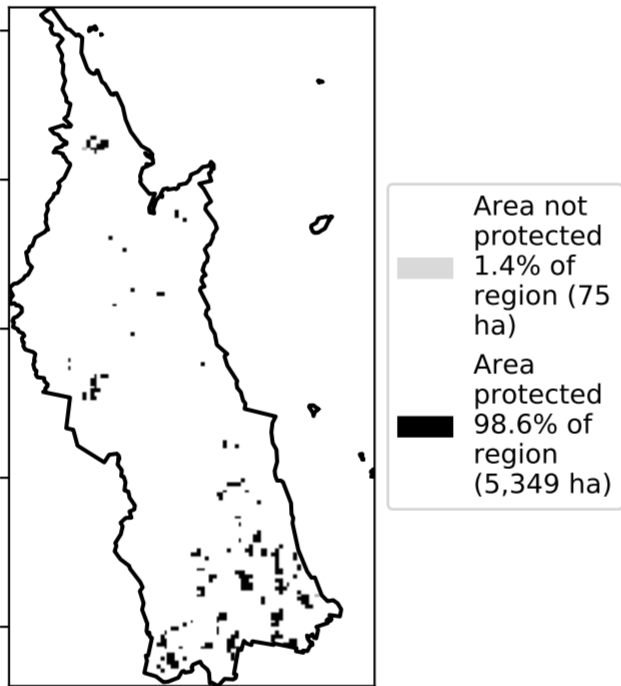 Area not
protected
1.4% of
region (75
ha)
Area
protected
98.6% of
region
(5,349 ha)